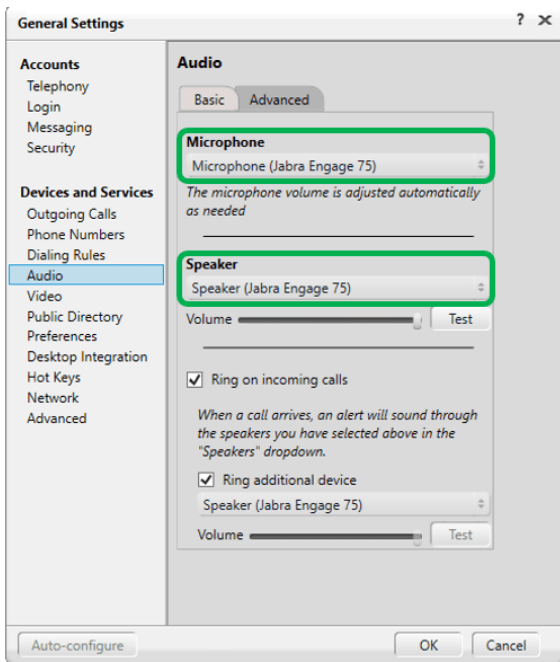 General Settings
?
Accounts
Telephony
Login
Messaging
Security
Devices and Services
Outgoing Calls
Phone Numbers
Dialing Rules
Audio
Video
Public Directory
Preferences
Desktop Integration
Hot Keys
Network
Advanced
Audio
Basic Advanced
Microphone
Microphone (Jabra Engage 75)
The microphone volume is adjusted automatically
as needed
Speaker
Speaker (Jabra Engage 75)
Volume Test
Ring on incoming calls
When a call arrives, an alert will sound through
the speakers you have selected above in the
"Speakers" dropdown.
Ring additional device
Speaker (Jabra Engage 75)
Volume Test
Auto-configure OK Cancel